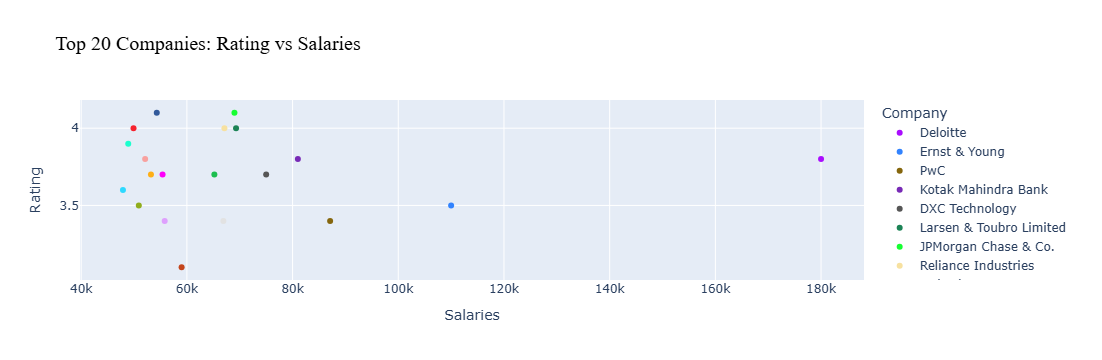 Top 20 Companies: Rating vs Salaries
Company
Deloitte
Ernst & Young
PwC
Kotak Mahindra Bank
DXC Technology
Larsen & Toubro Limited
JPMorgan Chase & Co.
Reliance Industries
4
3.5
Rating
40k 60k 80k 100k 120k 140k 160k 180k
Salaries